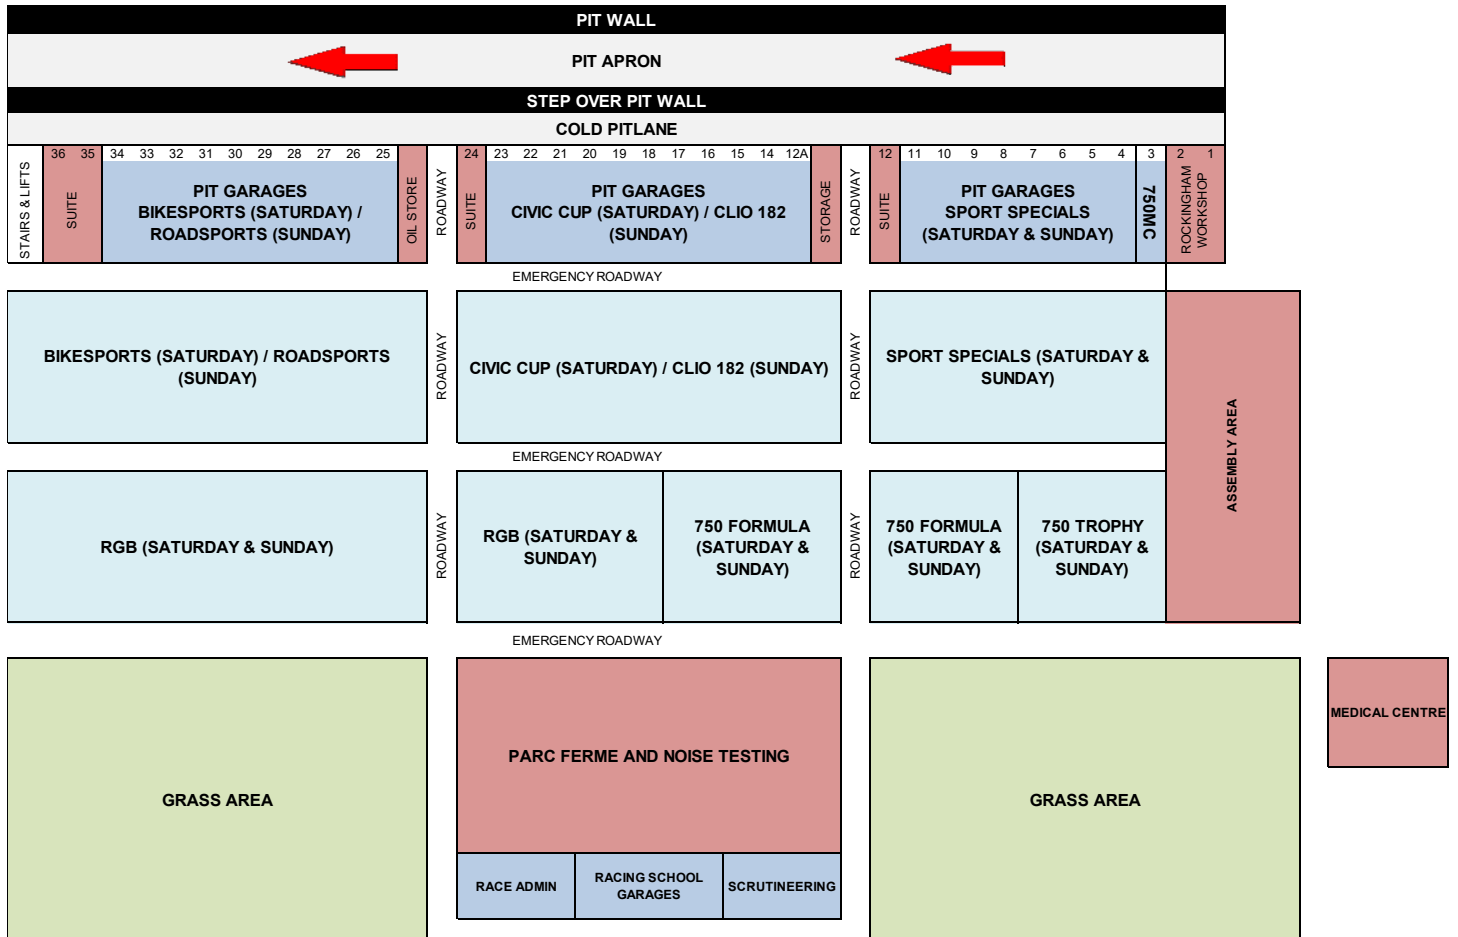 PIT WALL
PIT APRON
STEP OVER PIT WALL
COLD PITLANE
STAIRS & LIFTS
36 35 34 33 32 31 30 29 28 27 26 25
SUITE
PIT GARAGES
BIKESPORTS (SATURDAY) /
ROADSPORTS (SUNDAY)
OIL STORE
ROADWAY
24 23 22 21 20 19 18 17 16 15 14 12A
SUITE
PIT GARAGES
CIVIC CUP (SATURDAY) / CLIO 182
(SUNDAY)
STORAGE
ROADWAY
12 11 10 9 8 7 6 5 4 3 2 1
SUITE
PIT GARAGES
SPORT SPECIALS
(SATURDAY & SUNDAY)
750MC
ROCKINGHAM
WORKSHOP
EMERGENCY ROADWAY
BIKESPORTS (SATURDAY) / ROADSPORTS
(SUNDAY)
ROADWAY
CIVIC CUP (SATURDAY) / CLIO 182 (SUNDAY)
ROADWAY
SPORT SPECIALS (SATURDAY &
SUNDAY)
ASSEMBLY AREA
EMERGENCY ROADWAY
RGB (SATURDAY & SUNDAY)
ROADWAY
RGB (SATURDAY &
SUNDAY)
750 FORMULA
(SATURDAY &
SUNDAY)
ROADWAY
750 FORMULA
(SATURDAY &
SUNDAY)
750 TROPHY
(SATURDAY &
SUNDAY)
EMERGENCY ROADWAY
GRASS AREA
PARC FERME AND NOISE TESTING
RACE ADMIN
RACING SCHOOL
GARAGES
SCRUTINEERING
GRASS AREA
MEDICAL CENTRE